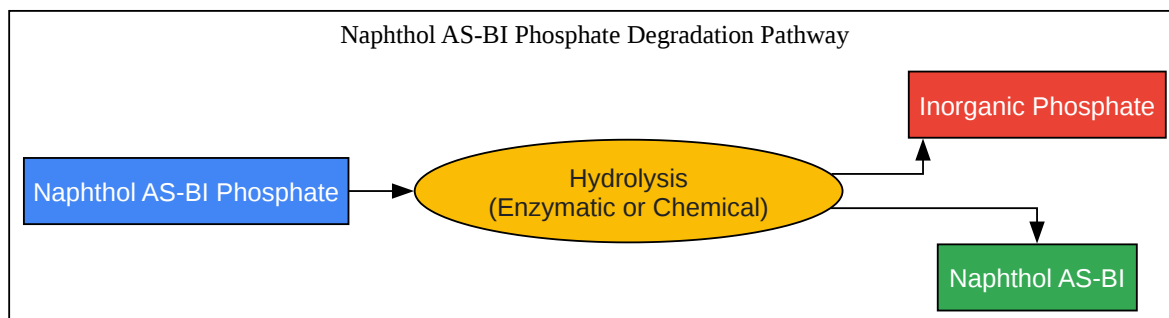 Naphthol AS-BI Phosphate Degradation Pathway
Naphthol AS-BI Phosphate
Hydrolysis
(Enzymatic or Chemical)
Inorganic Phosphate
Naphthol AS-BI